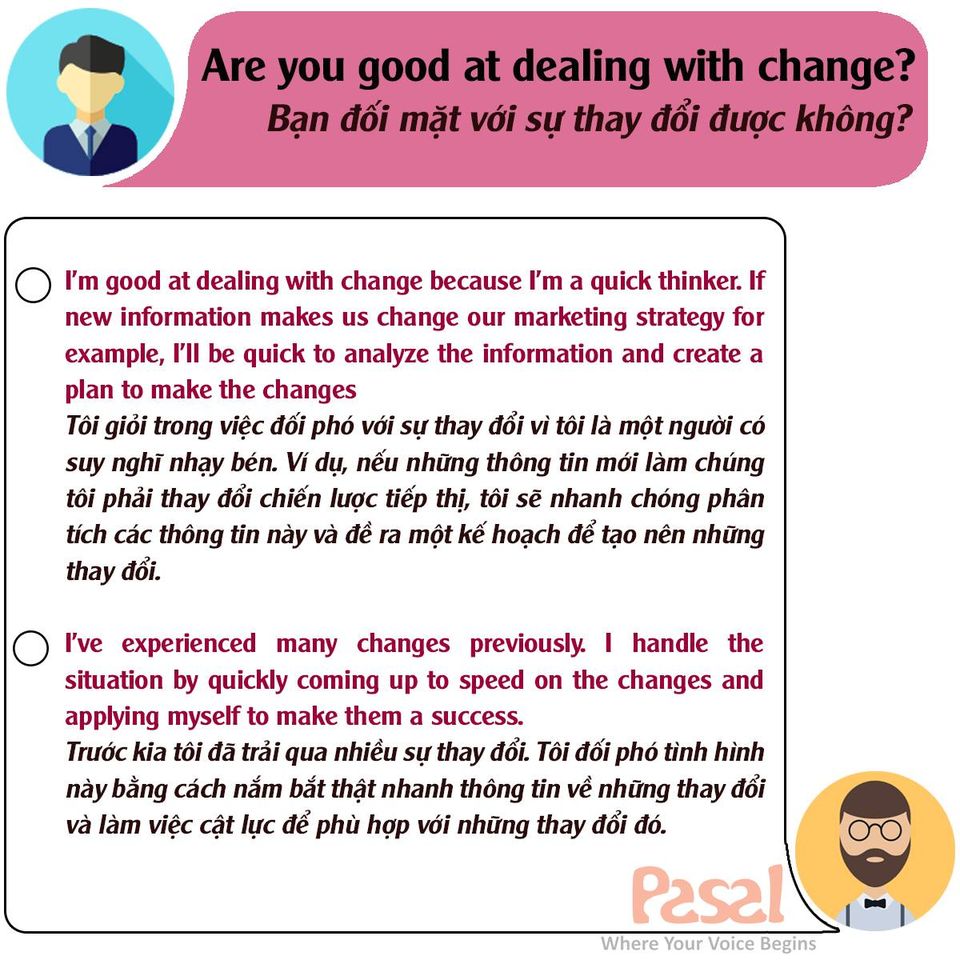 Are you good at dealing with change?
Bạn đối mặt với sự thay đổi được không?
I'm good at dealing with change because I'm a quick thinker. If
new information makes us change our marketing strategy for
example, I'll be quick to analyze the information and create a
plan to make the changes
Tôi giỏi trong việc đối phó với sự thay đổi vì tôi là một người có
suy nghĩ nhạy bén. Ví dụ, nếu những thông tin mới làm chúng
tôi phải thay đổi chiến lược tiếp thị, tôi sẽ nhanh chóng phân
tích các thông tin này và đề ra một kế hoạch để tạo nên những
thay đổi.
I've experienced many changes previously. I handle the
situation by quickly coming up to speed on the changes and
applying myself to make them a success.
Trước kia tôi đã trải qua nhiều sự thay đổi. Tôi đối phó tình hình
này bằng cách nắm bắt thật nhanh thông tin về những thay đổi
và làm việc cật lực để phù hợp với những thay đổi đó.
Pasal
Where Your Voice Begins